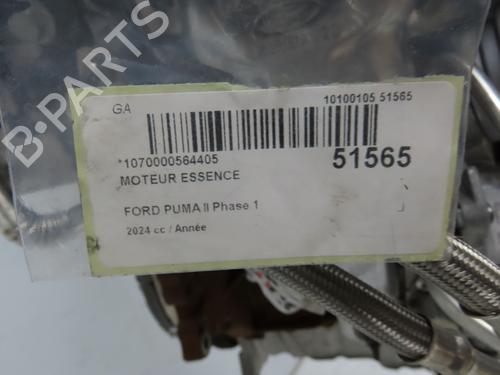 B-PARTS
GA
10100105 51565
*1070000564405
51565
MOTEUR ESSENCE
FORD PUMA II Phase 1
2024 cc / Année